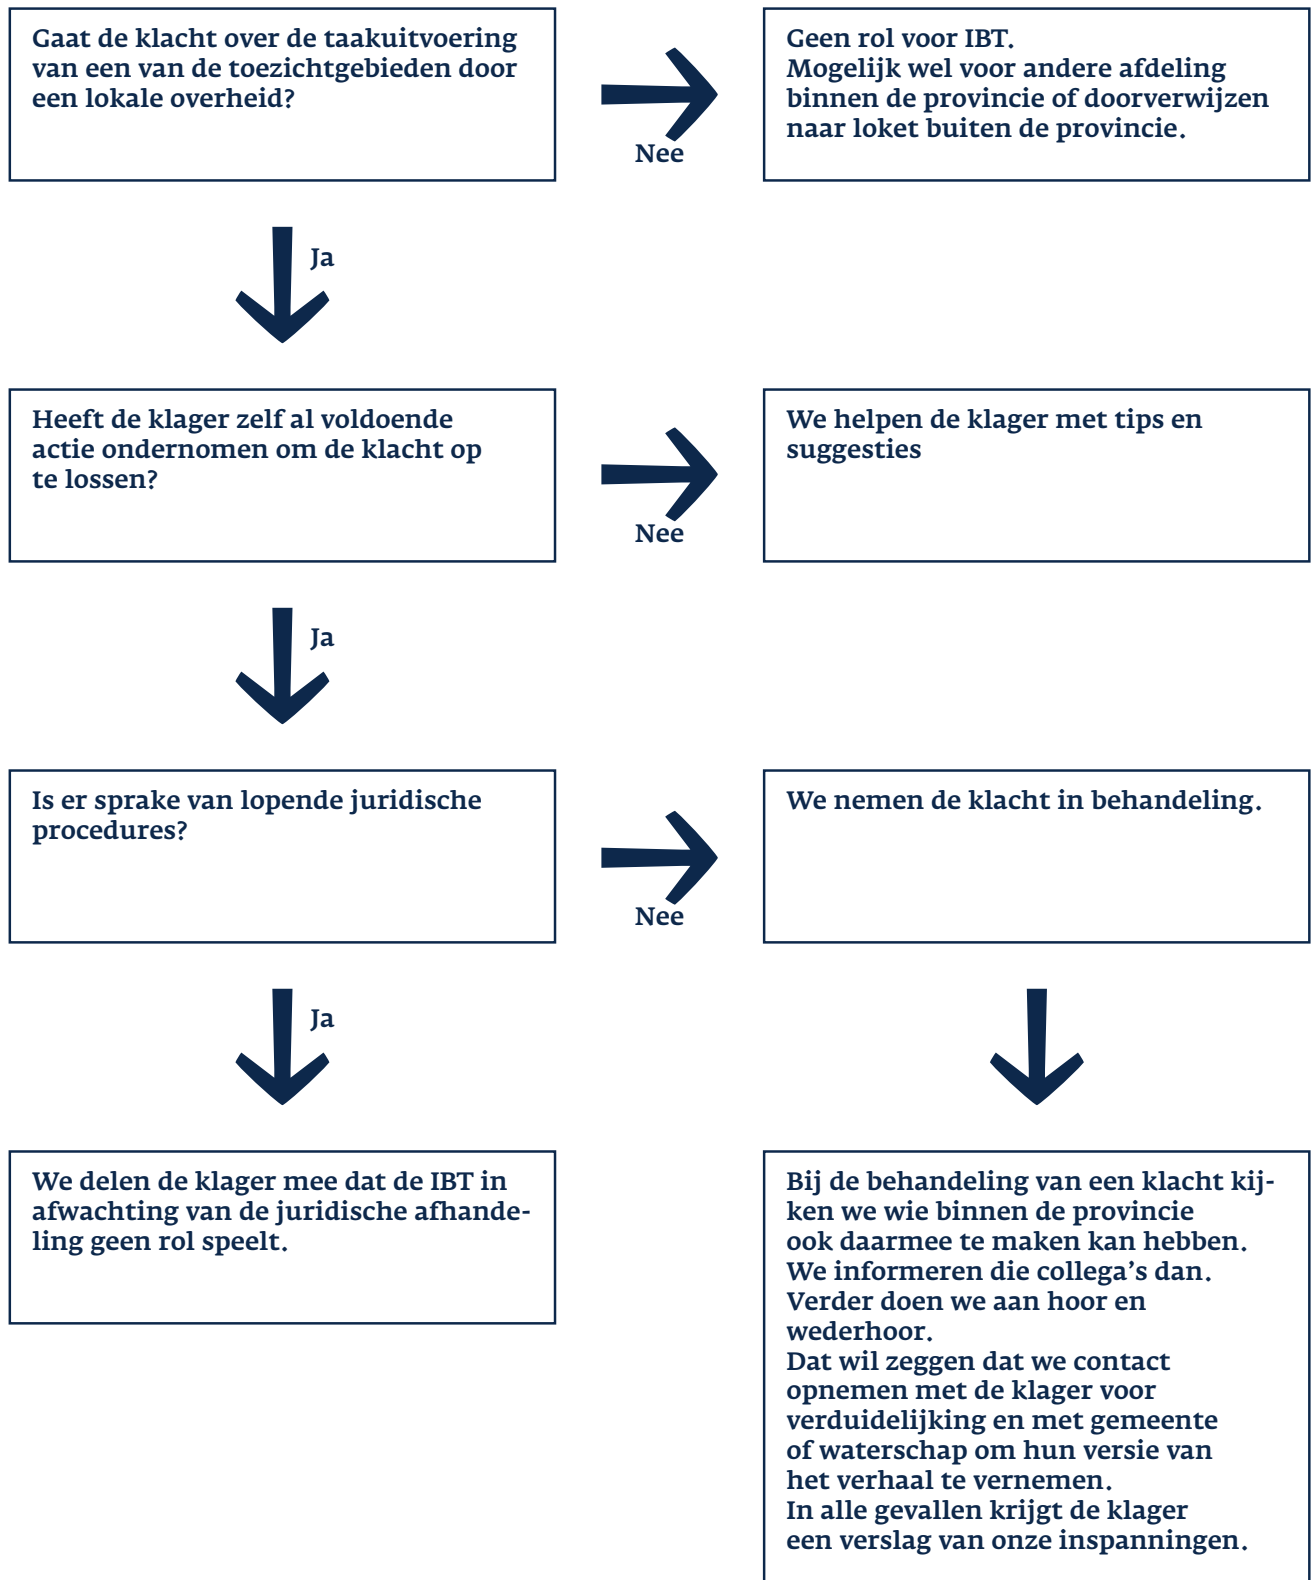 Gaat de klacht over de taakuitvoering
van een van de toezichtgebieden door
een lokale overheid?
Nee
Geen rol voor IBT.
Mogelijk wel voor andere afdeling
binnen de provincie of doorverwijzen
naar loket buiten de provincie.
Ja
Heeft de klager zelf al voldoende
actie ondernomen om de klacht op
te lossen?
Nee
We helpen de klager met tips en
suggesties
Ja
Is er sprake van lopende juridische
procedures?
Nee
We nemen de klacht in behandeling.
Ja
We delen de klager mee dat de IBT in
afwachting van de juridische afhande-
ling geen rol speelt.
Bij de behandeling van een klacht kij-
ken we wie binnen de provincie
ook daarmee te maken kan hebben.
We informeren die collega's dan.
Verder doen we aan hoor en
wederhoor.
Dat wil zeggen dat we contact
opnemen met de klager voor
verduidelijking en met gemeente
of waterschap om hun versie van
het verhaal te vernemen.
In alle gevallen krijgt de klager
een verslag van onze inspanningen.